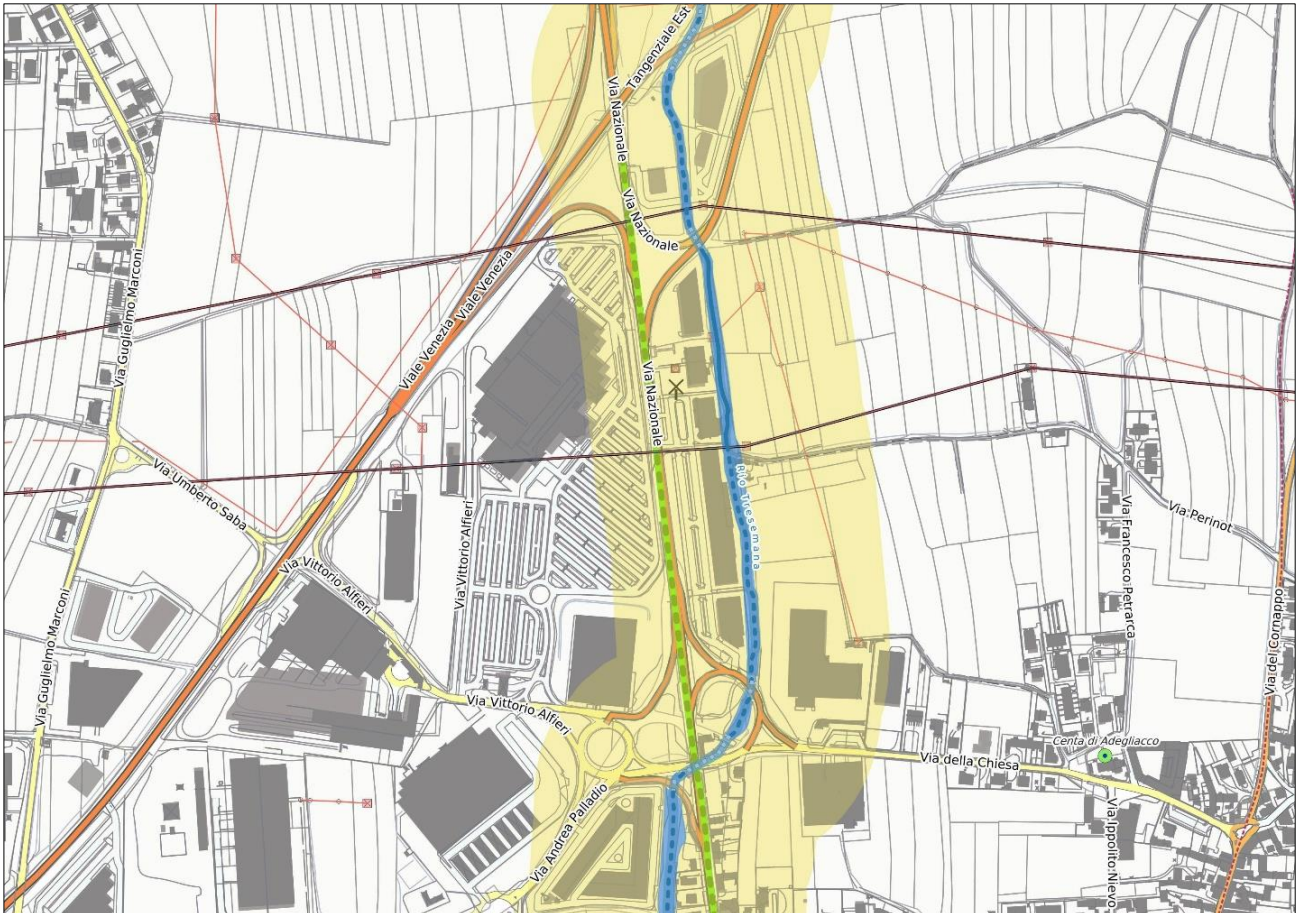 Tangenziale Est
Via Nazionale
Via Nazionale
Via Guglielmo Marconi
Viale Venezia
Viale Venezia
Via Nazionale
Via Umberto Saba
Rio Tresemana
Via Vittorio Alfieri
Via Francesco Petrarca
Via Perinot
Via Vittorio Alfieri
Via Guglielmo Marconi
Via del Cornappo
Via Vittorio Alfieri
Centa di Adegliacco
Via della Chiesa
Via Andrea Palladio
Via Ippolito Nievo